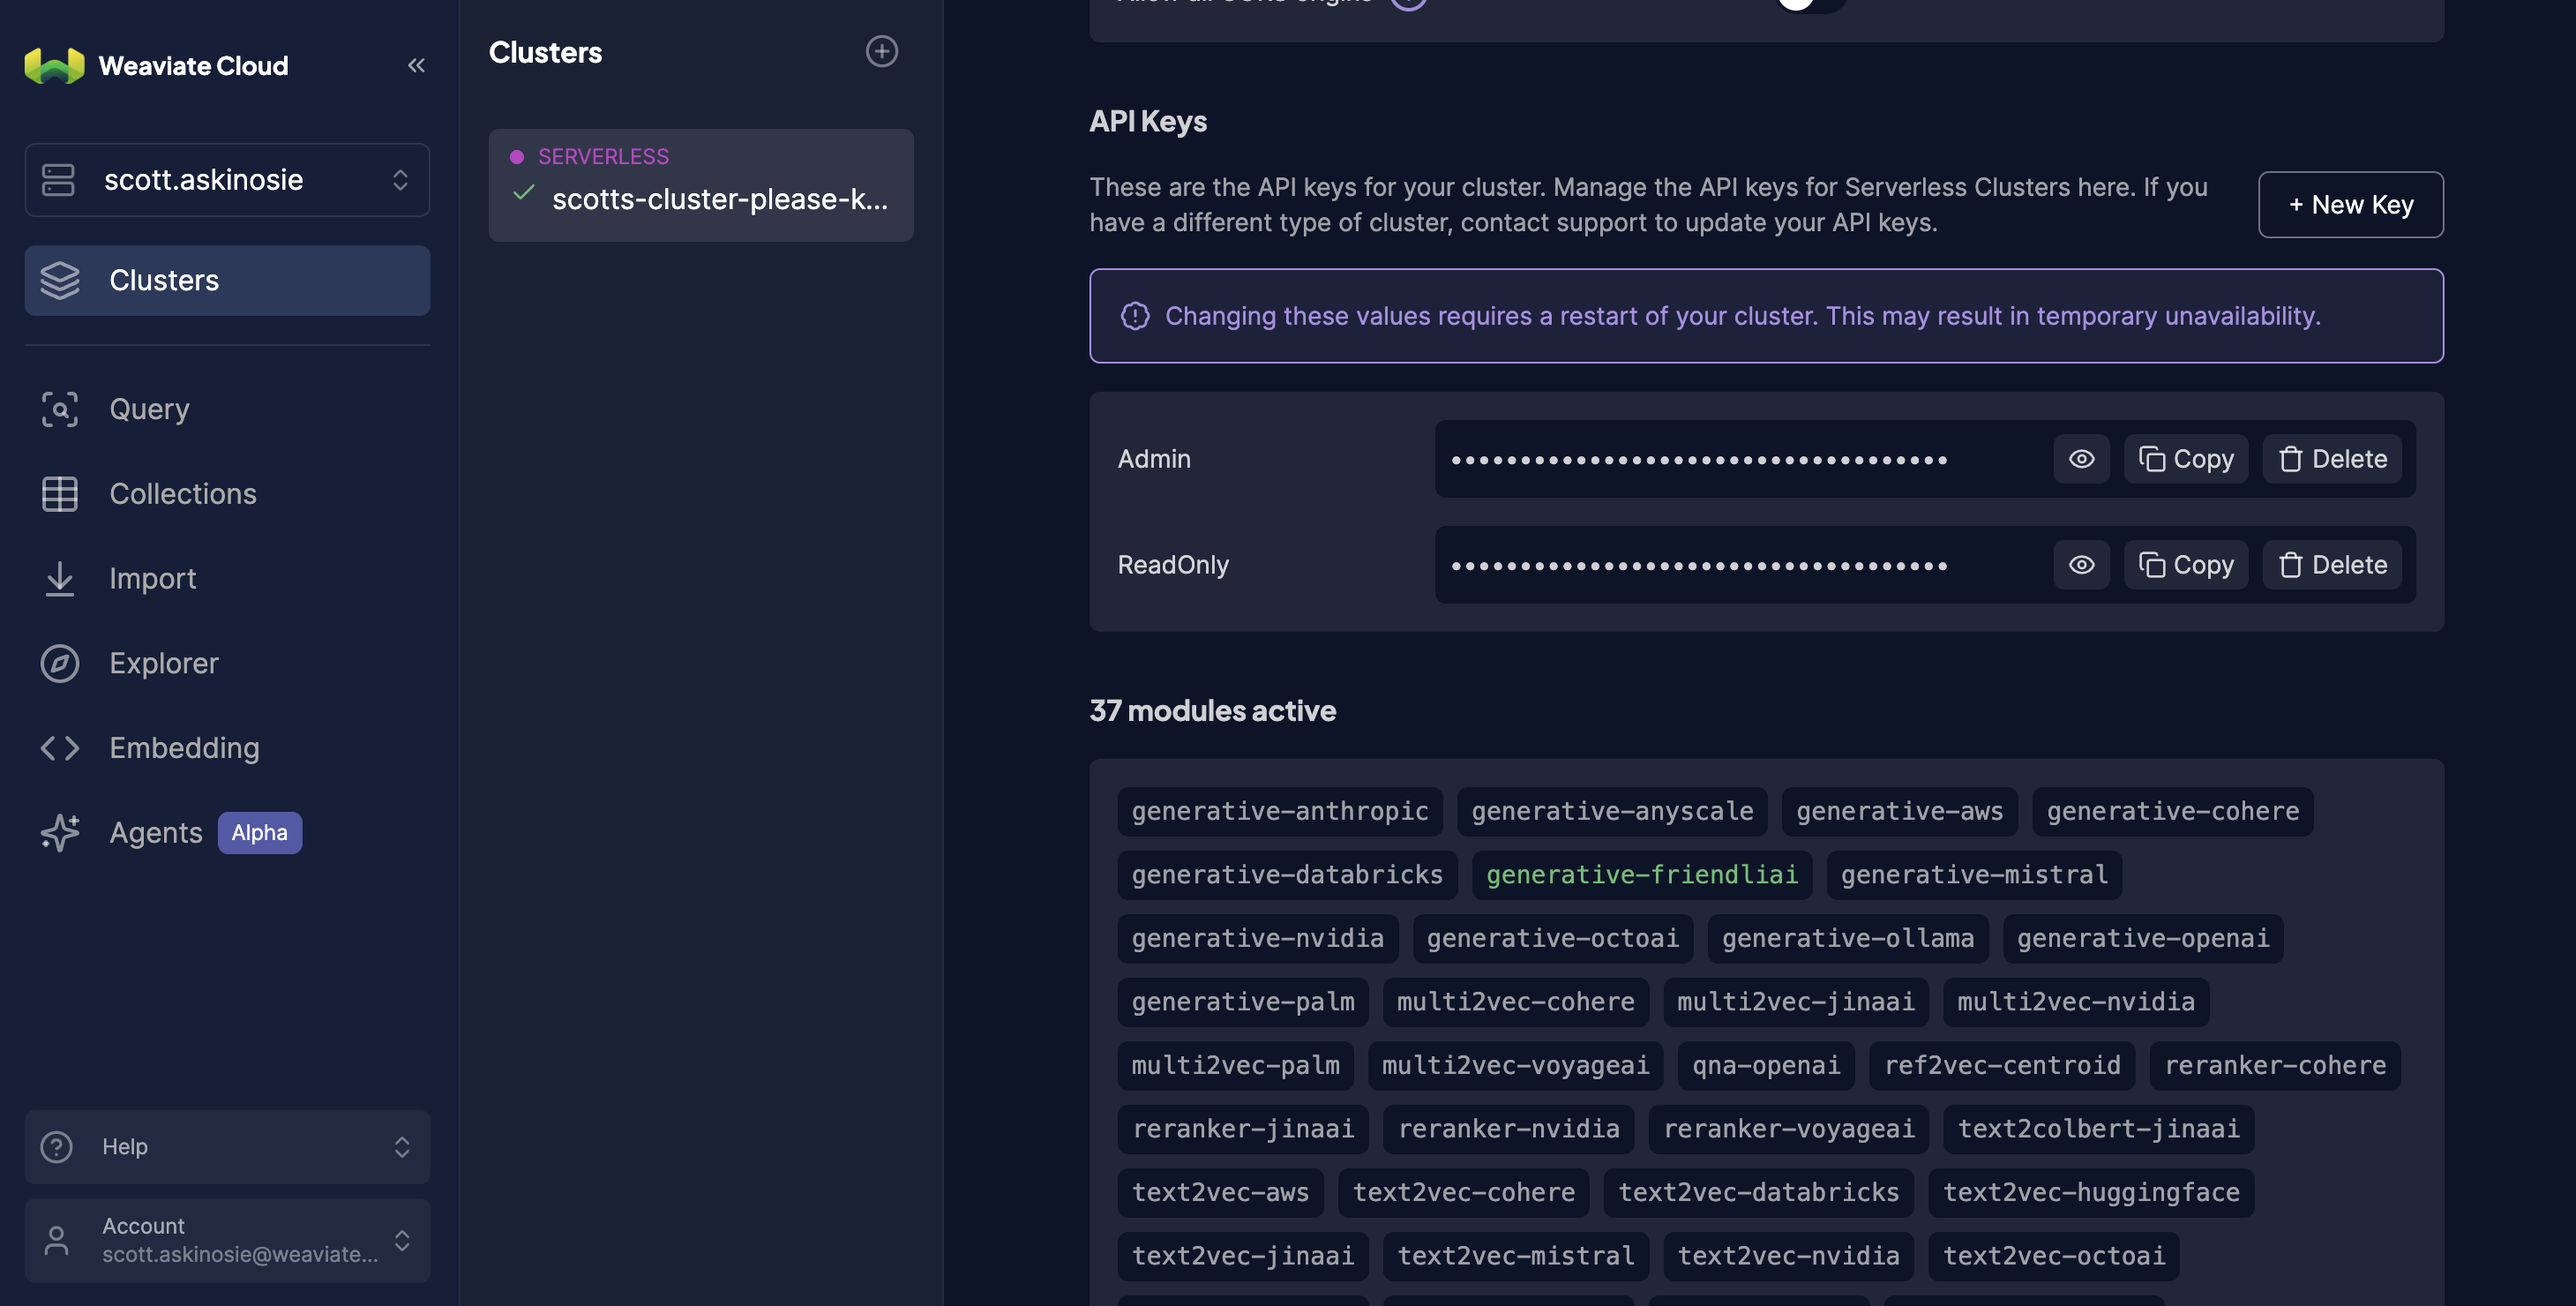 Weaviate Cloud
scott.askinosie
Clusters
Query
Collections
Import
Explorer
Embedding
Agents Alpha
Help
Account
scott.askinosie@weaviate...
Clusters
SERVERLESS
scotts-cluster-please-k...
API Keys
These are the API keys for your cluster. Manage the API keys for Serverless Clusters here. If you
have a different type of cluster, contact support to update your API keys.
+ New Key
Changing these values requires a restart of your cluster. This may result in temporary unavailability.
Admin •••••••••••••••••••••••••••••••••••• Copy Delete
ReadOnly •••••••••••••••••••••••••••••••••••• Copy Delete
37 modules active
generative-anthropic generative-anyscale generative-aws generative-cohere
generative-databricks generative-friendliai generative-mistral
generative-nvidia generative-octoai generative-ollama generative-openai
generative-palm multi2vec-cohere multi2vec-jinaai multi2vec-nvidia
multi2vec-palm multi2vec-voyageai qna-openai ref2vec-centroid reranker-cohere
reranker-jinaai reranker-nvidia reranker-voyageai text2colbert-jinaai
text2vec-aws text2vec-cohere text2vec-databricks text2vec-huggingface
text2vec-jinaai text2vec-mistral text2vec-nvidia text2vec-octoai